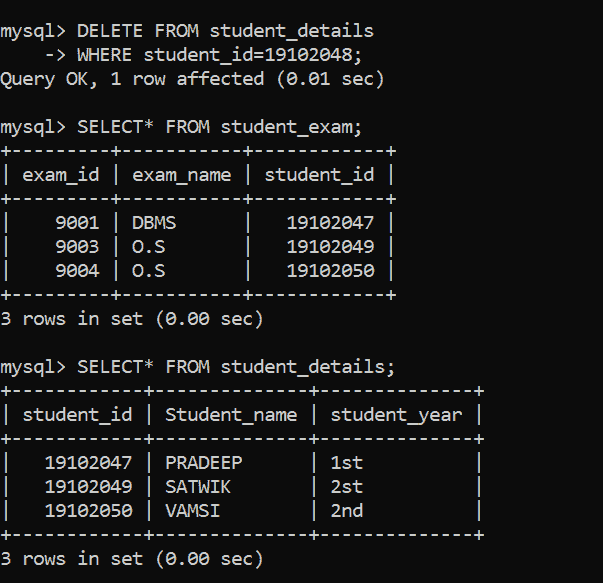 mysql> DELETE FROM student_details
    -> WHERE student_id=19102048;
Query OK, 1 row affected (0.01 sec)

mysql> SELECT* FROM student_exam;
+---------+-----------+------------+
| exam_id | exam_name | student_id |
+---------+-----------+------------+
|    9001 | DBMS      |   19102047 |
|    9003 | O.S       |   19102049 |
|    9004 | O.S       |   19102050 |
+---------+-----------+------------+
3 rows in set (0.00 sec)

mysql> SELECT* FROM student_details;
+------------+--------------+--------------+
| student_id | Student_name | student_year |
+------------+--------------+--------------+
|   19102047 | PRADEEP      | 1st          |
|   19102049 | SATWIK       | 2st          |
|   19102050 | VAMSI        | 2nd          |
+------------+--------------+--------------+
3 rows in set (0.00 sec)